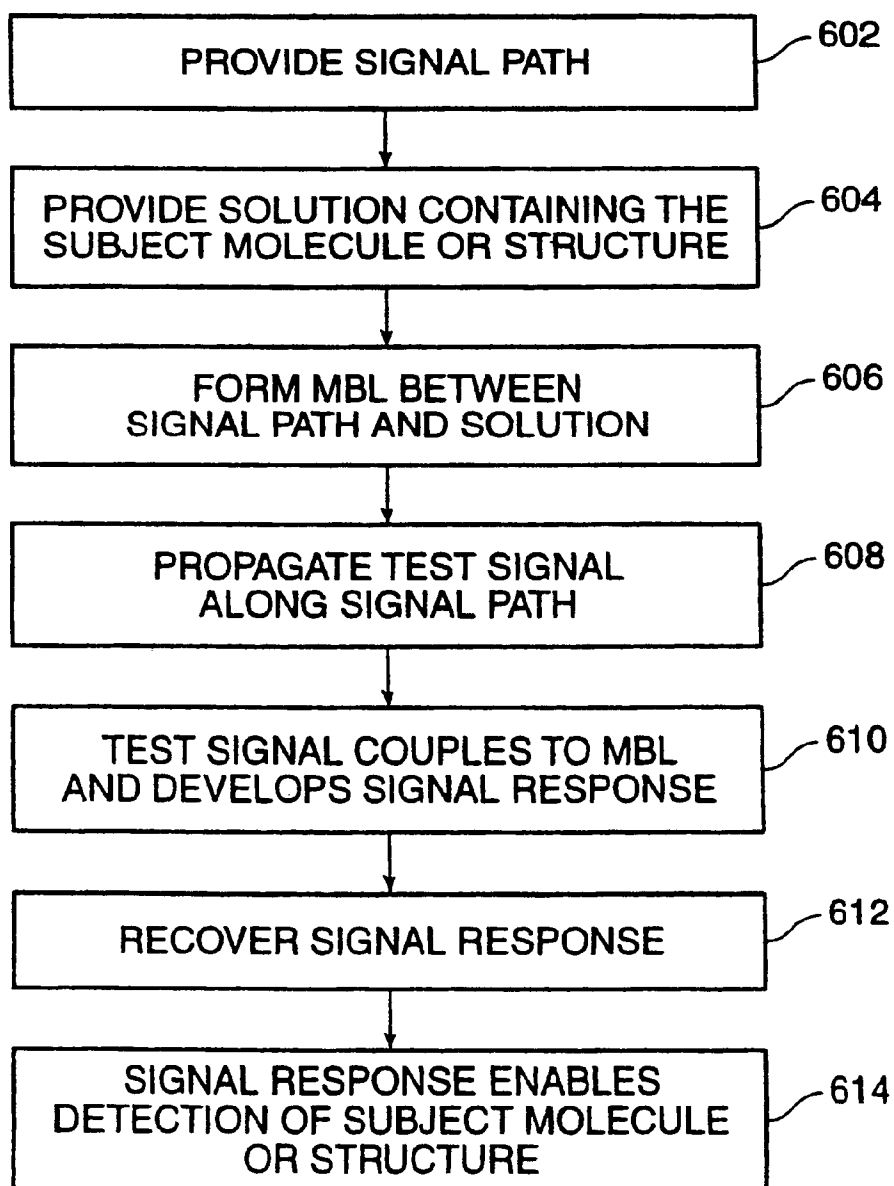 PROVIDE SIGNAL PATH
602
PROVIDE SOLUTION CONTAINING THE
SUBJECT MOLECULE OR STRUCTURE
604
FORM MBL BETWEEN
SIGNAL PATH AND SOLUTION
606
PROPAGATE TEST SIGNAL
ALONG SIGNAL PATH
608
TEST SIGNAL COUPLES TO MBL
AND DEVELOPS SIGNAL RESPONSE
610
RECOVER SIGNAL RESPONSE
612
SIGNAL RESPONSE ENABLES
DETECTION OF SUBJECT MOLECULE
OR STRUCTURE
614